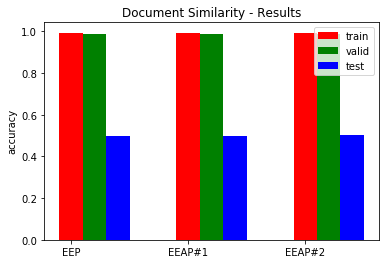 Document Similarity - Results
train
valid
test
accuracy
1.0
0.8
0.6
0.4
0.2
0.0
EEP EEAP#1 EEAP#2